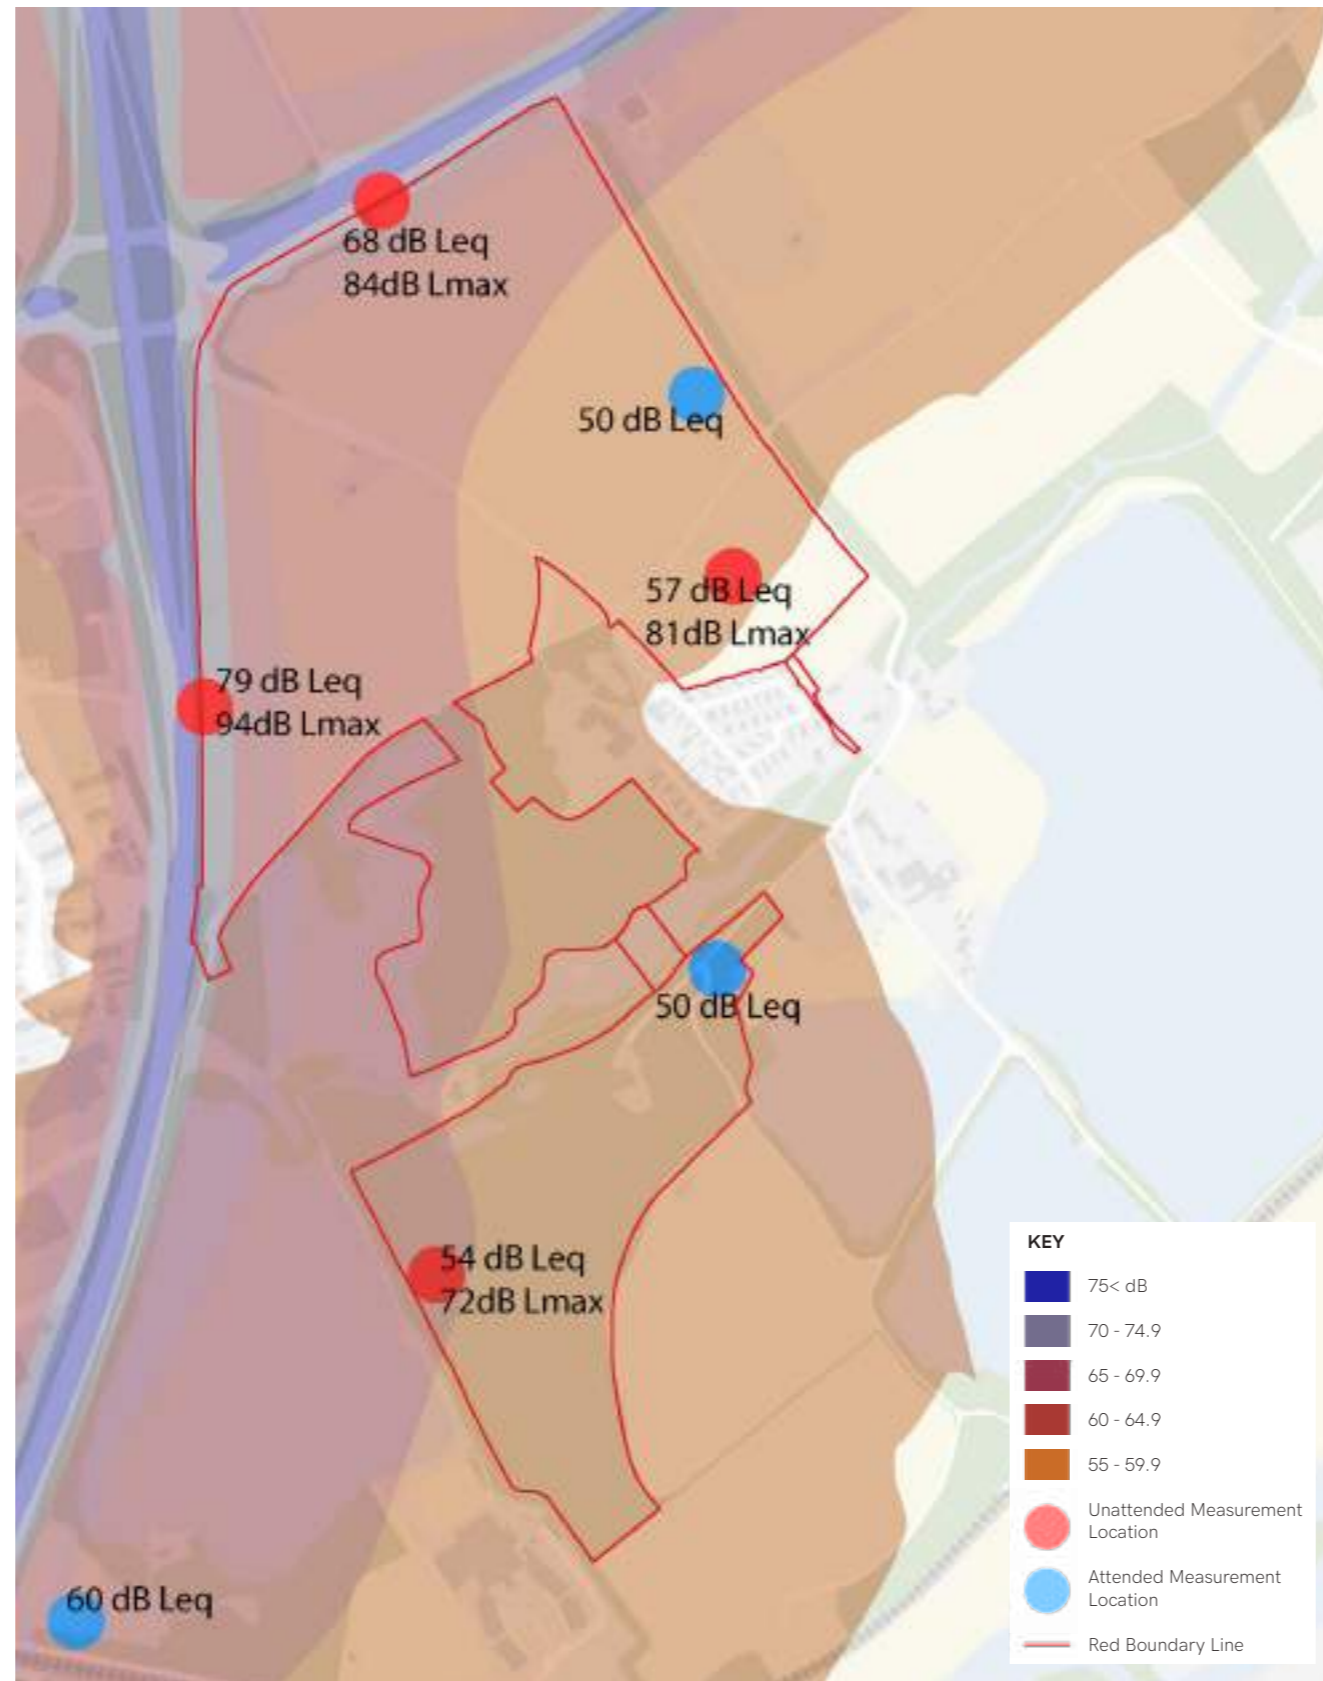 68 dB Leq
84dB Lmax
50 dB Leq
57 dB Leq
81dB Lmax
79 dB Leq
94dB Lmax
50 dB Leq
54 dB Leq
72dB Lmax
60 dB Leq
KEY
75< dB
70 - 74.9
65 - 69.9
60 - 64.9
55 - 59.9
Unattended Measurement
Location
Attended Measurement
Location
Red Boundary Line